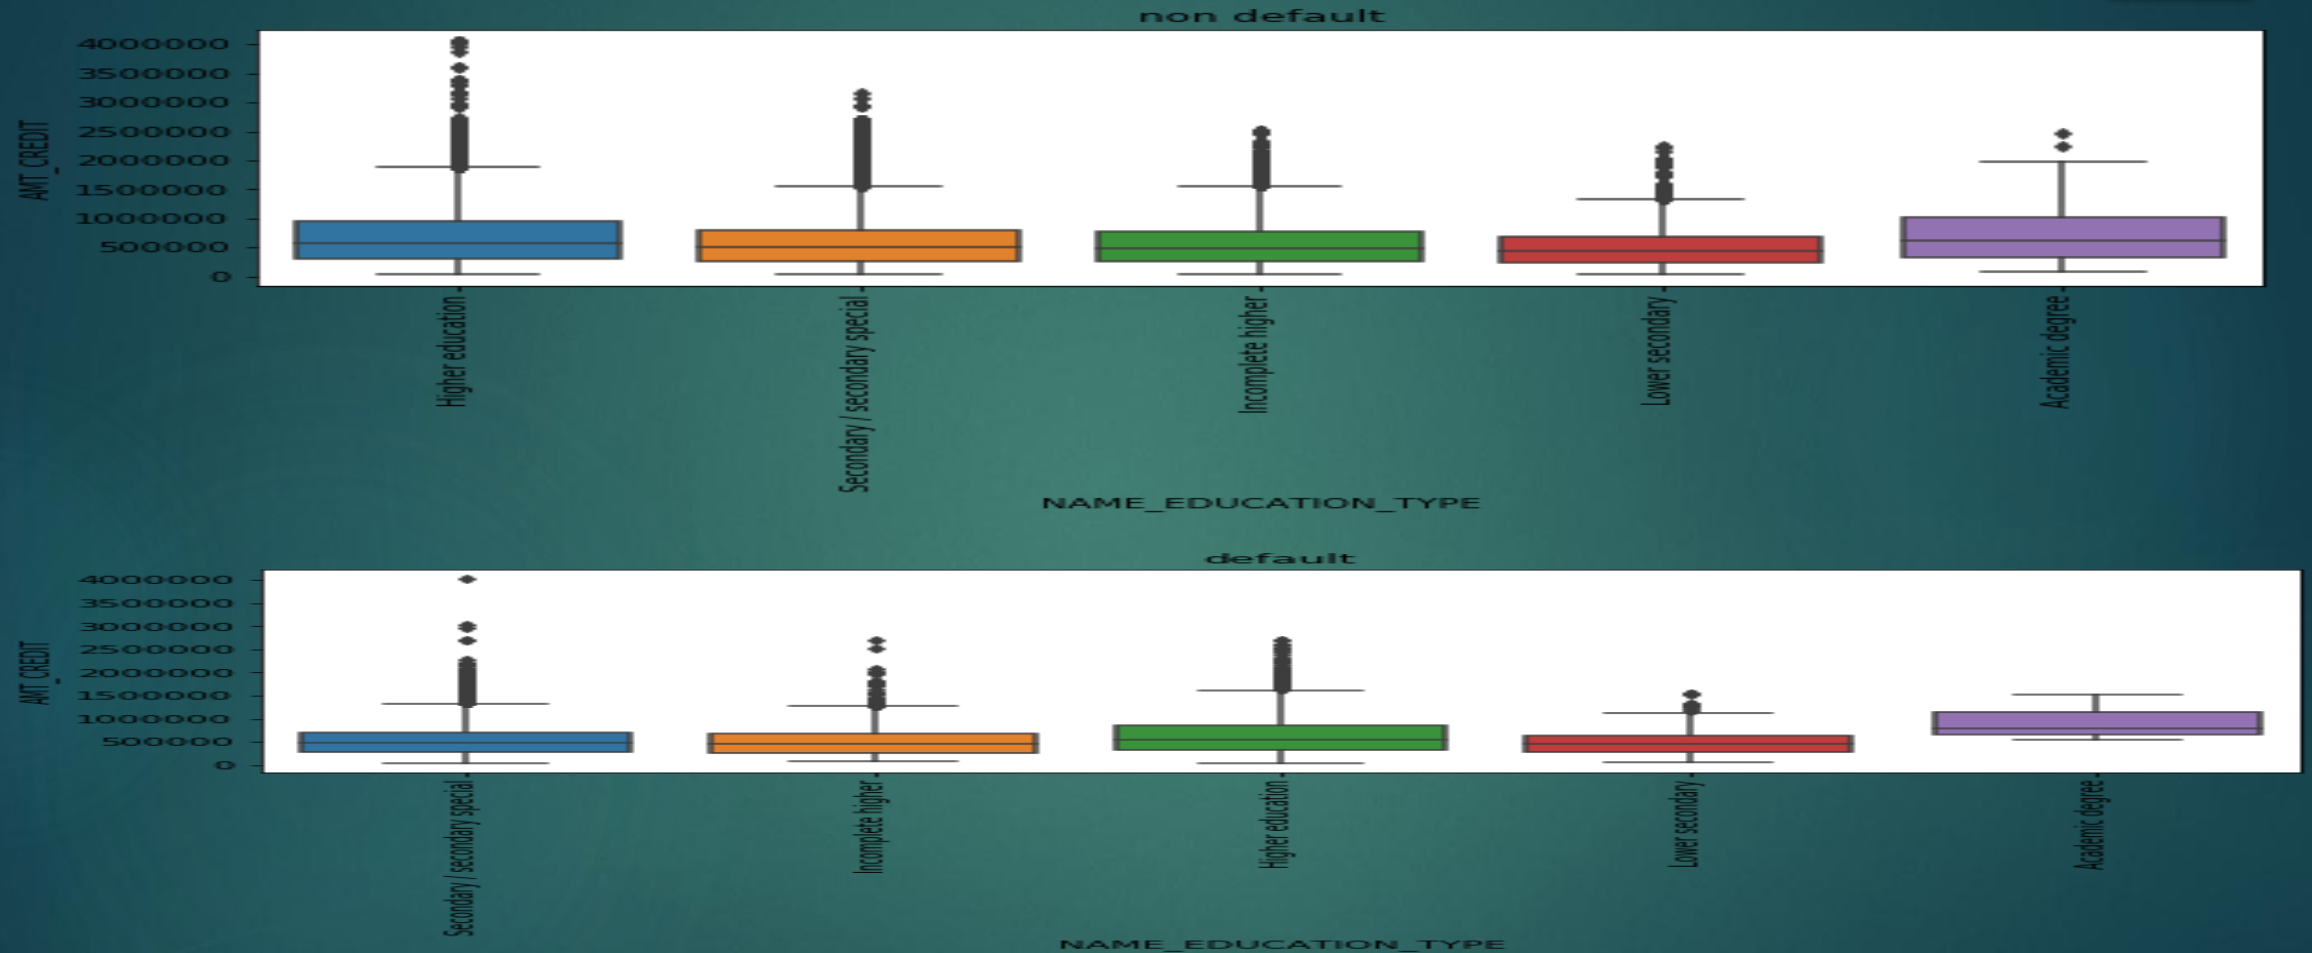 non default
4000000
3500000
3000000
2500000
2000000
1500000
1000000
500000
0
AMT_CREDIT
Higher education
Secondary / secondary special
Incomplete higher
Lower secondary
Academic degree
NAME_EDUCATION_TYPE
default
4000000
3500000
3000000
2500000
2000000
1500000
1000000
500000
0
AMT_CREDIT
Secondary / secondary special
Incomplete higher
Higher education
Lower secondary
Academic degree
NAME_EDUCATION_TYPE